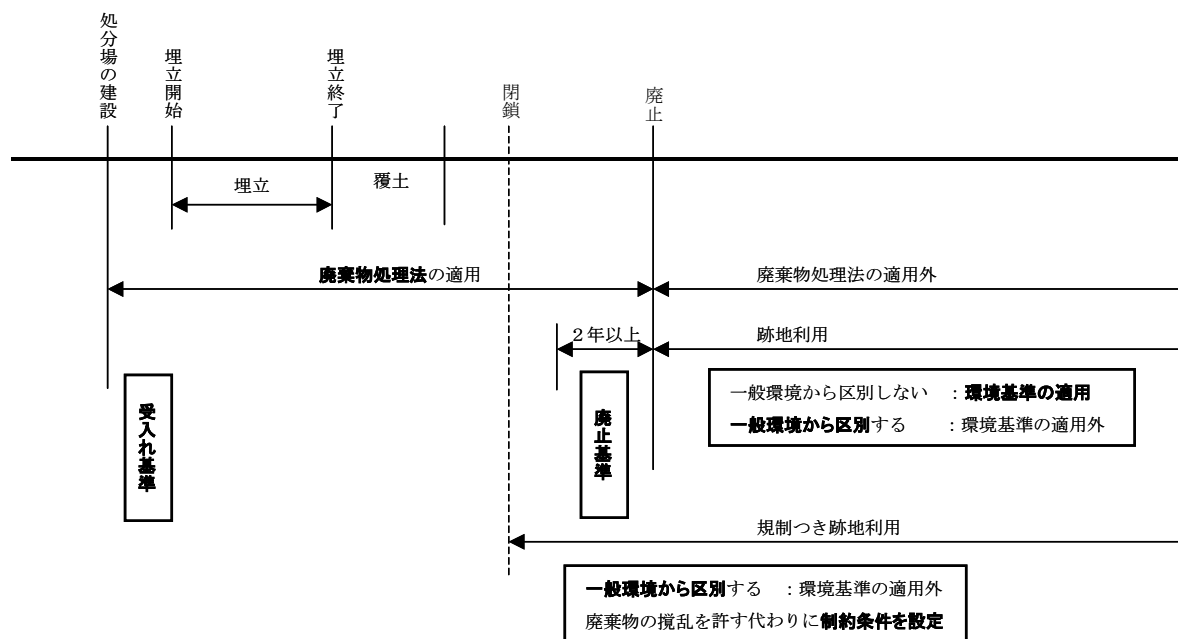 処分場の建設
埋立開始
埋立終了
閉鎖
廃止
埋立
覆土
廃棄物処理法の適用
廃棄物処理法の適用外
2年以上
跡地利用
一般環境から区別しない ：環境基準の適用
一般環境から区別する ：環境基準の適用外
受入れ基準
廃止基準
規制つき跡地利用
一般環境から区別する ：環境基準の適用外
廃棄物の撹乱を許す代わりに制約条件を設定